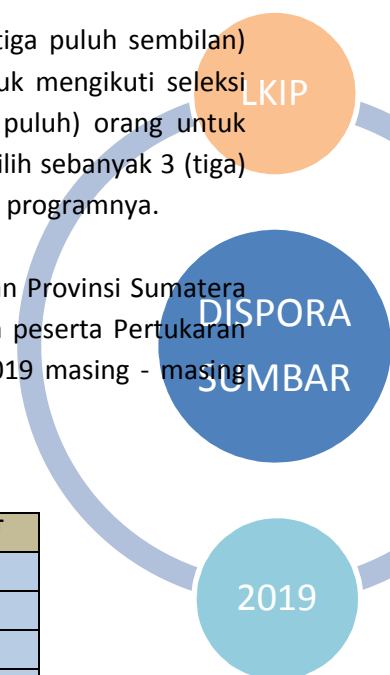 tiga puluh sembilan)
uk mengikuti seleksi
puluh) orang untuk
ilih sebanyak 3 (tiga)
programnya.
an Provinsi Sumatera
peserta Pertukaran
019 masing - masing
LKIP
DISPORA
SUMBAR
2019